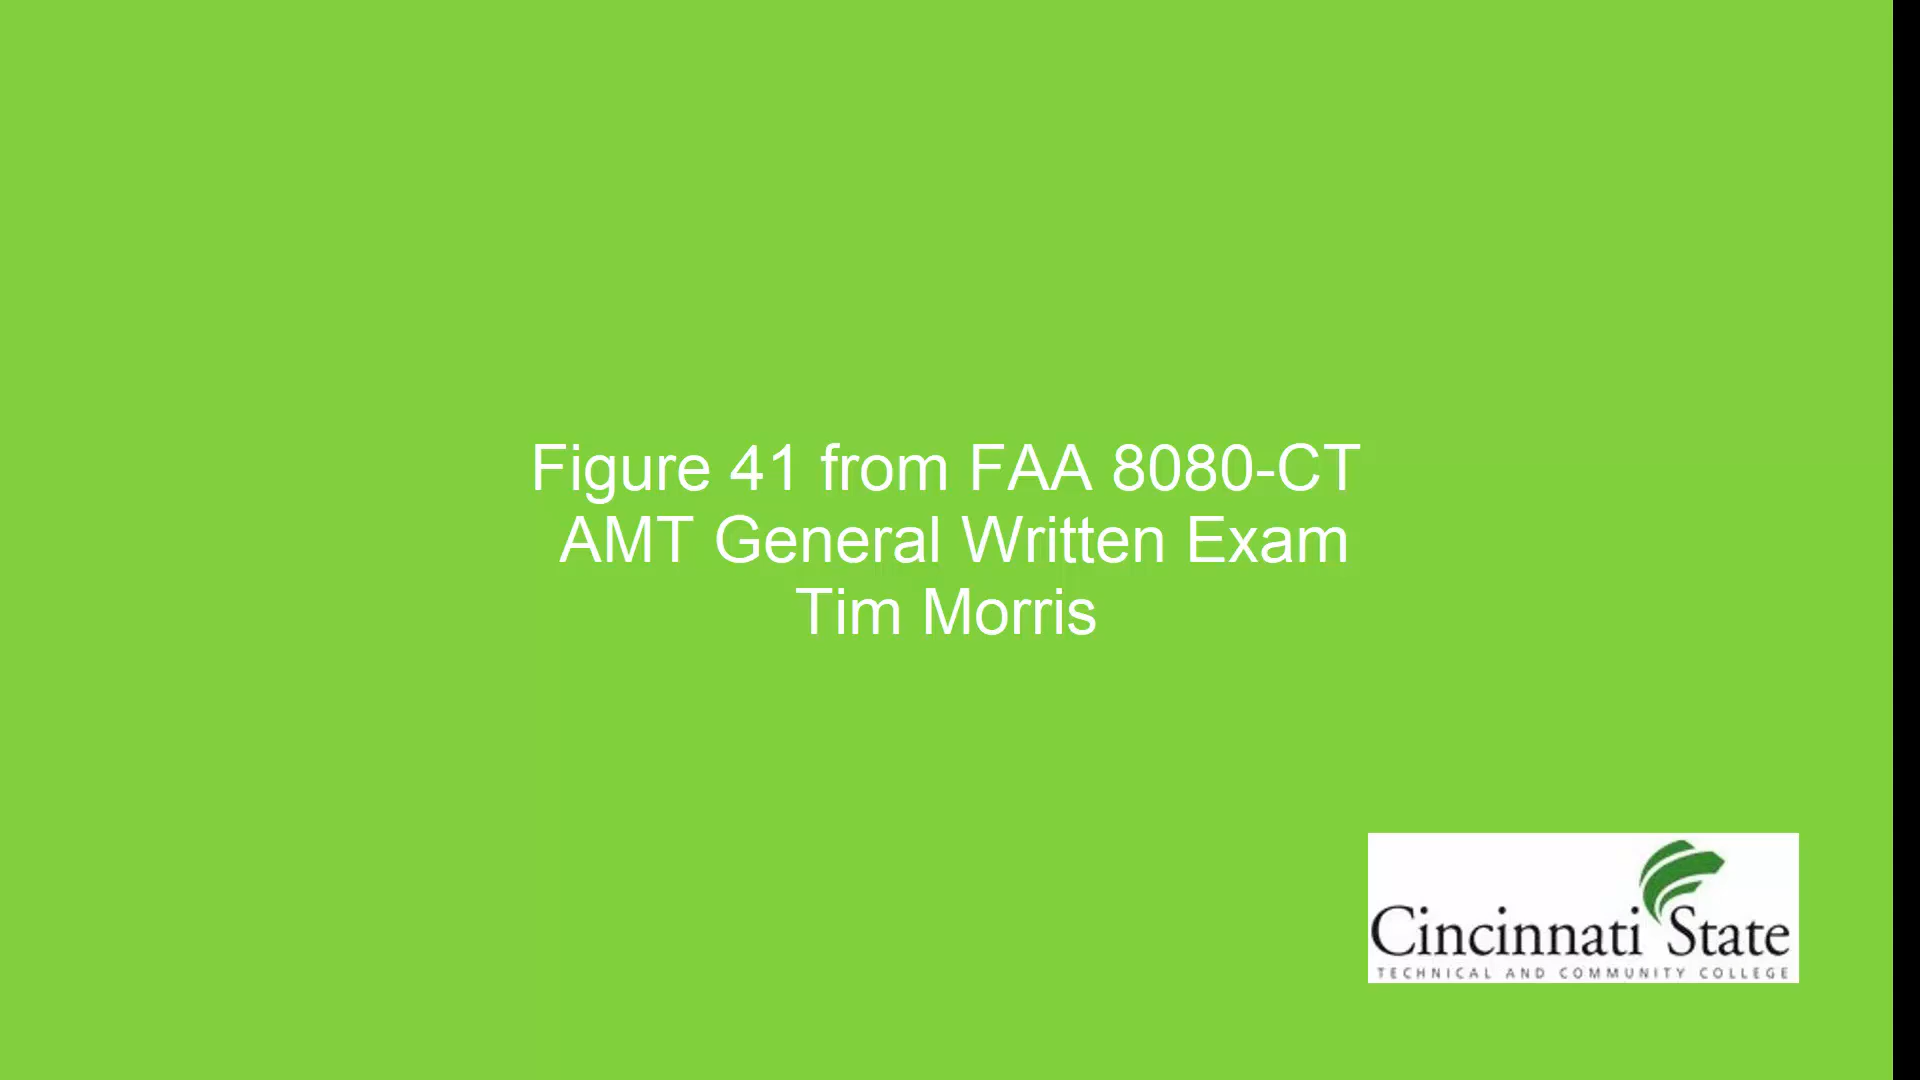 Figure 41 from FAA 8080-CT
AMT General Written Exam
Tim Morris
Cincinnati State
TECHNICAL AND COMMUNITY COLLEGE